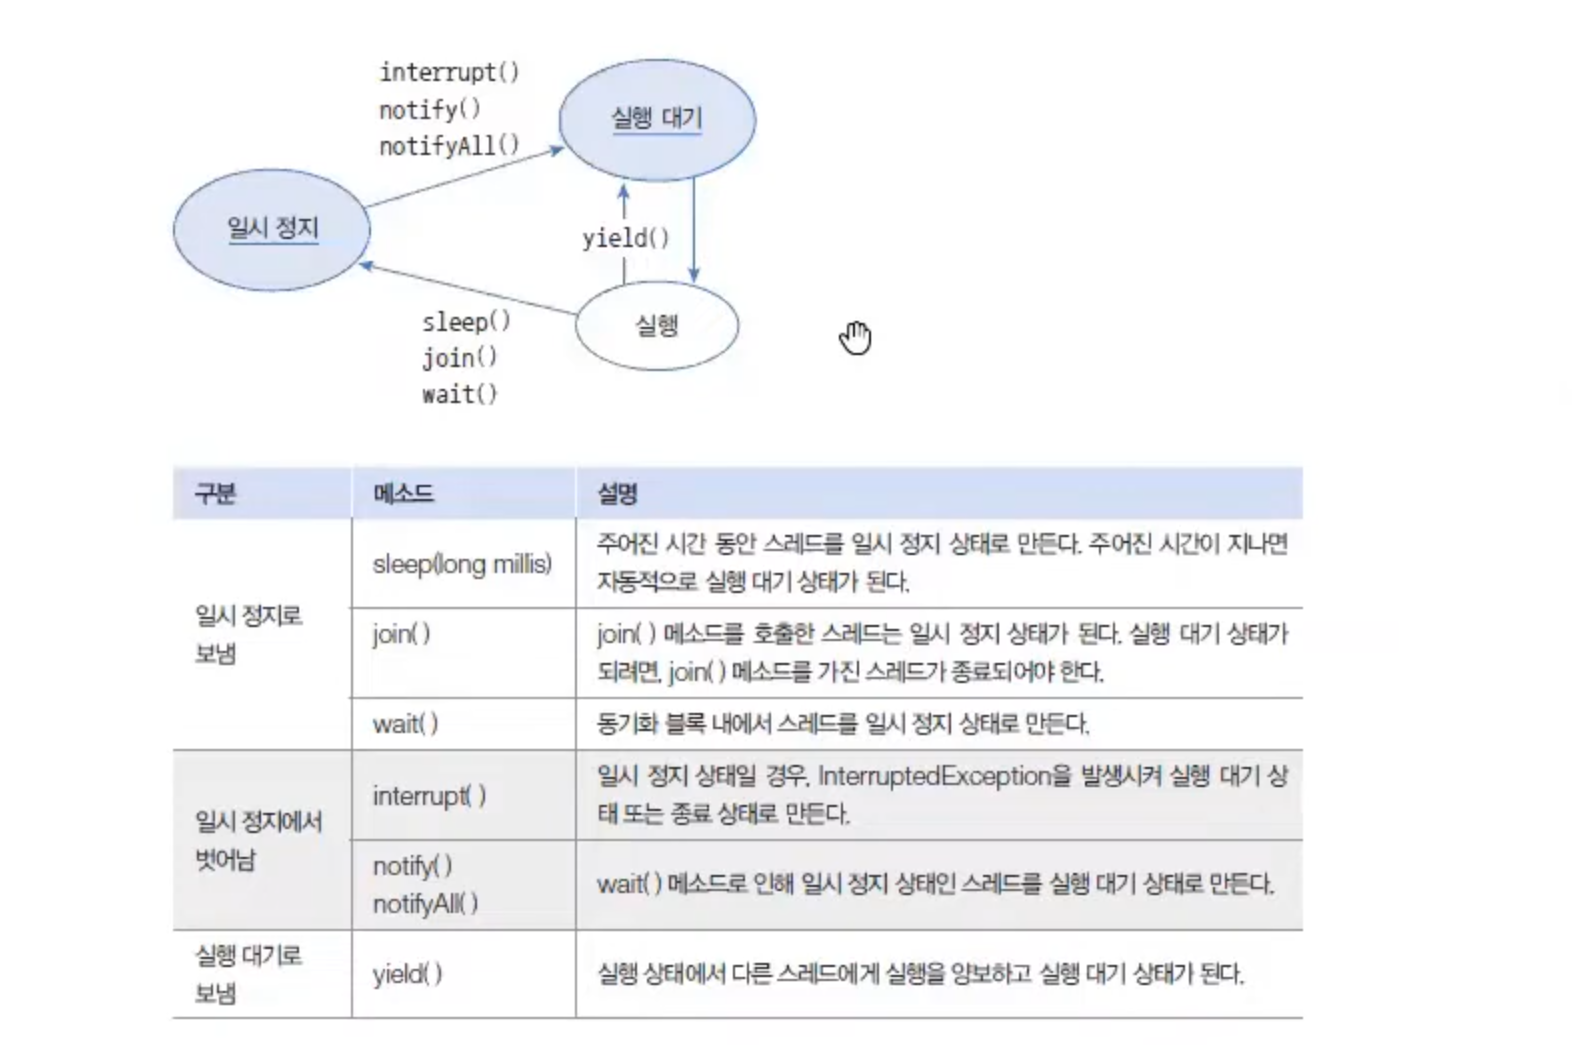 interrupt()
notify()
notifyAll()
실행 대기
일시 정지
yield()
실행
sleep()
join()
wait()
구분 메소드 설명
일시 정지로
보냄
sleep(long millis)
주어진 시간 동안 스레드를 일시 정지 상태로 만든다. 주어진 시간이 지나면
자동적으로 실행 대기 상태가 된다.
join( )
join( ) 메소드를 호출한 스레드는 일시 정지 상태가 된다. 실행 대기 상태가
되려면, join( ) 메소드를 가진 스레드가 종료되어야 한다.
wait( )
동기화 블록 내에서 스레드를 일시 정지 상태로 만든다.
일시 정지에서
벗어남
interrupt( )
일시 정지 상태일 경우, InterruptedException을 발생시켜 실행 대기 상
태 또는 종료 상태로 만든다.
notify( )
notifyAll( )
wait( ) 메소드로 인해 일시 정지 상태인 스레드를 실행 대기 상태로 만든다.
실행 대기로
보냄
yield( )
실행 상태에서 다른 스레드에게 실행을 양보하고 실행 대기 상태가 된다.